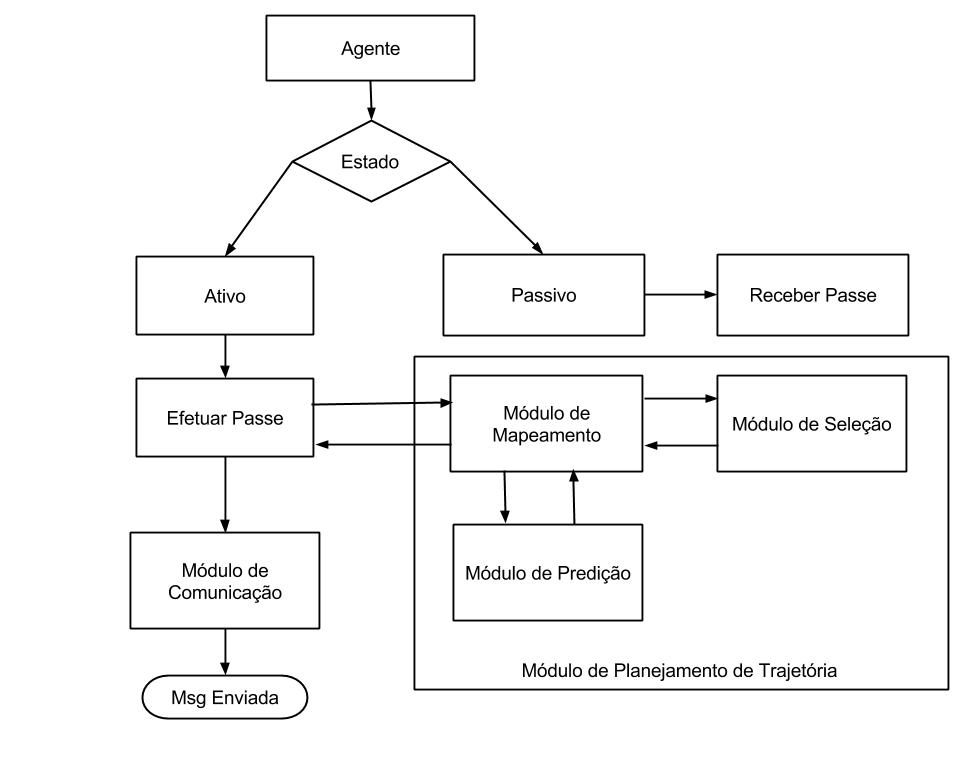 Agente
Estado
Ativo
Passivo
Receber Passe
Efetuar Passe
Módulo de
Mapeamento
Módulo de Seleção
Módulo de
Comunicação
Módulo de Predição
Módulo de Planejamento de Trajetória
Msg Enviada